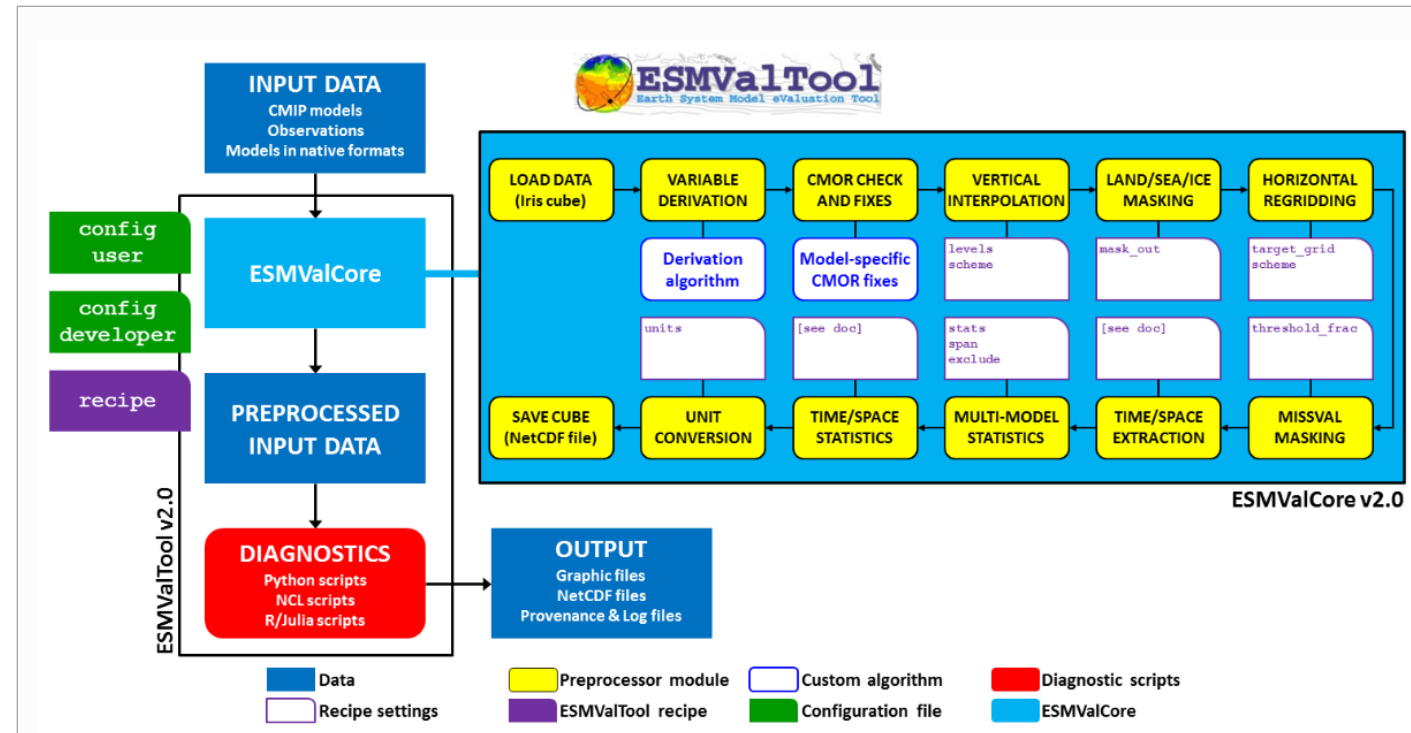 ESMValTool
Earth System Model eValuation Tool
INPUT DATA
CMIP models
Observations
Models in native formats
config
user
config
developer
recipe
ESMValCore
PREPROCESSED
INPUT DATA
DIAGNOSTICS
Python scripts
NCL scripts
R/Julia scripts
ESMValTool v2.0
OUTPUT
Graphic files
NetCDF files
Provenance & Log files
LOAD DATA
(Iris cube)
VARIABLE
DERIVATION
CMOR CHECK
AND FIXES
VERTICAL
INTERPOLATION
LAND/SEA/ICE
MASKING
HORIZONTAL
REGRIDDING
Derivation
algorithm
Model-specific
CMOR fixes
levels
scheme
mask_out
target_grid
scheme
units
[see doc]
stats
span
exclude
[see doc]
threshold_frac
SAVE CUBE
(NetCDF file)
UNIT
CONVERSION
TIME/SPACE
STATISTICS
MULTI-MODEL
STATISTICS
TIME/SPACE
EXTRACTION
MISSVAL
MASKING
ESMValCore v2.0
Data
Preprocessor module
Custom algorithm
Diagnostic scripts
Recipe settings
ESMValTool recipe
Configuration file
ESMValCore